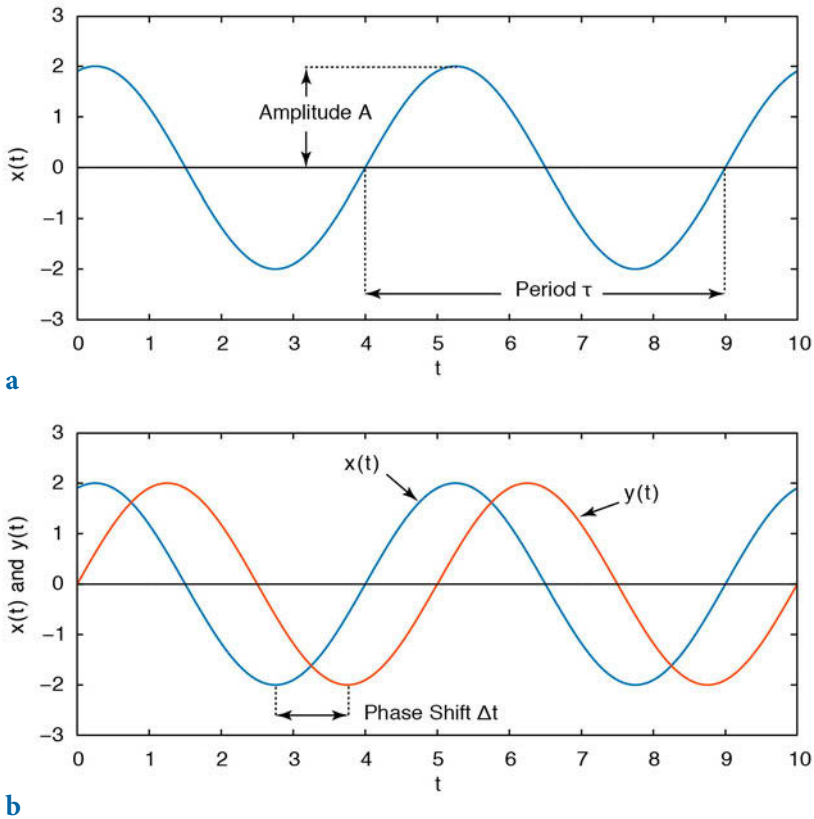 3
2
Amplitude A
1
x(t)
0
−1
−2
Period τ
−3
0 1 2 3 4 5 6 7 8 9 10
t
a
3
x(t)
2
y(t)
1
x(t) and y(t)
0
−1
−2
Phase Shift Δt
−3
0 1 2 3 4 5 6 7 8 9 10
t
b